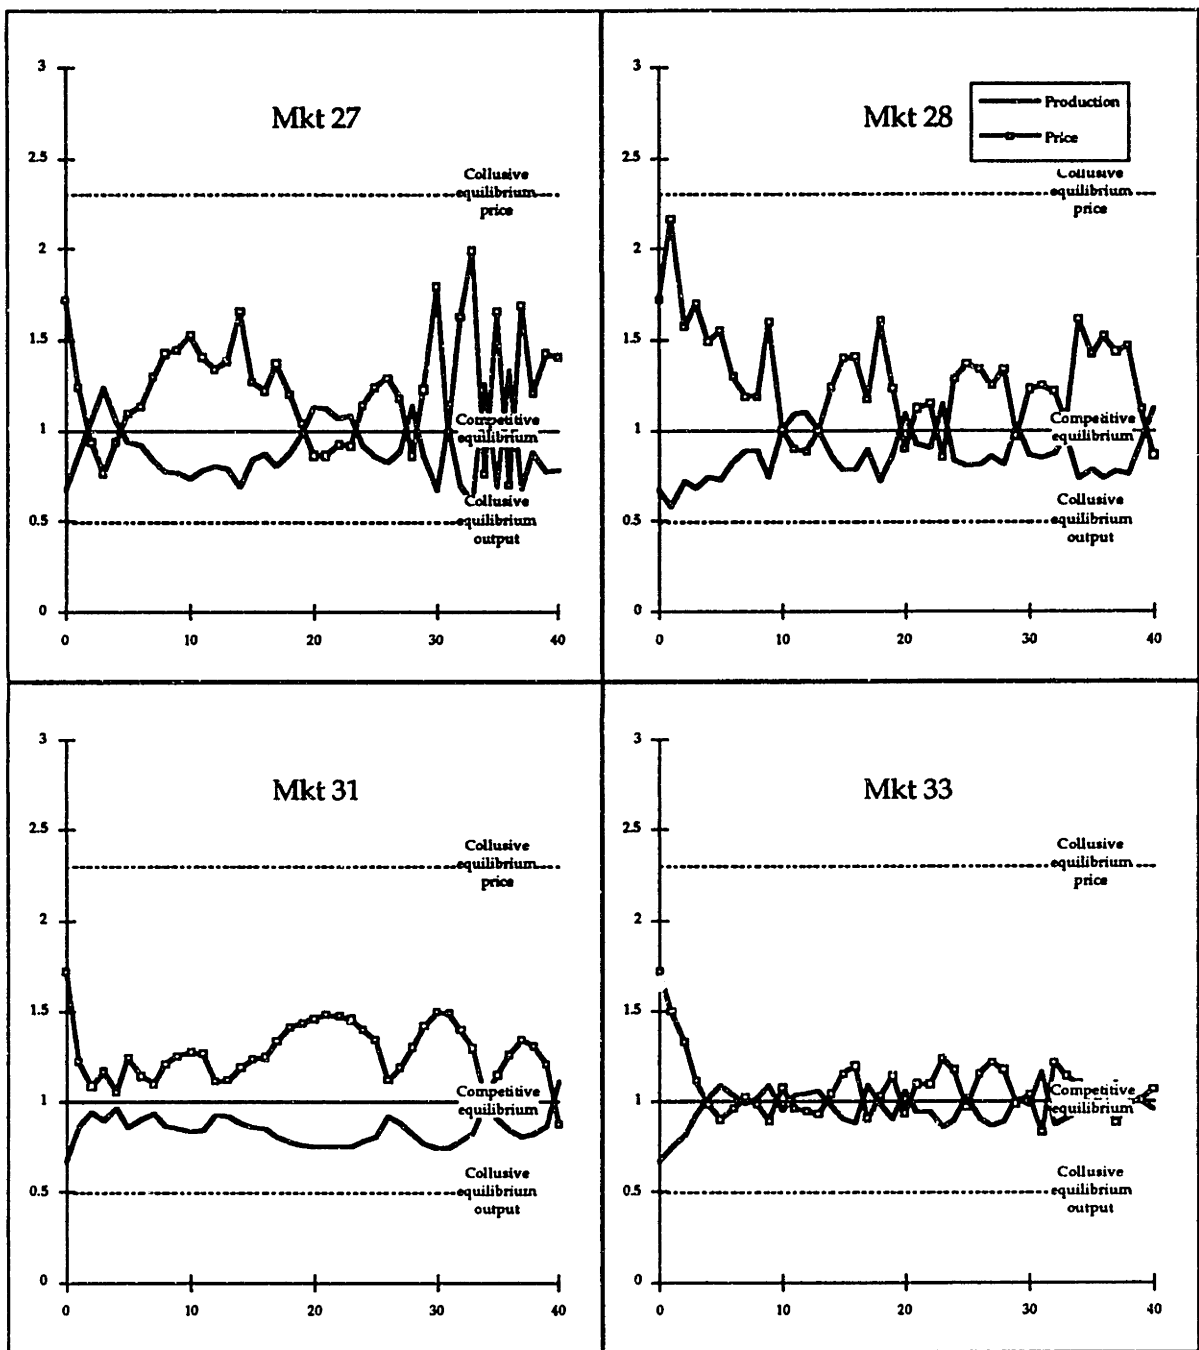 Mkt 27
3
2.5
2
1.5
1
0.5
0
0 10 20 30 40
Collusive
equilibrium
price
Competitive
equilibrium
Collusive
equilibrium
output
Mkt 28
Production
Price
3
2.5
2
1.5
1
0.5
0
0 10 20 30 40
Collusive
equilibrium
price
Competitive
equilibrium
Collusive
equilibrium
output
Mkt 31
3
2.5
2
1.5
1
0.5
0
0 10 20 30 40
Collusive
equilibrium
price
Competitive
equilibrium
Collusive
equilibrium
output
Mkt 33
3
2.5
2
1.5
1
0.5
0
0 10 20 30 40
Collusive
equilibrium
price
Competitive
equilibrium
Collusive
equilibrium
output